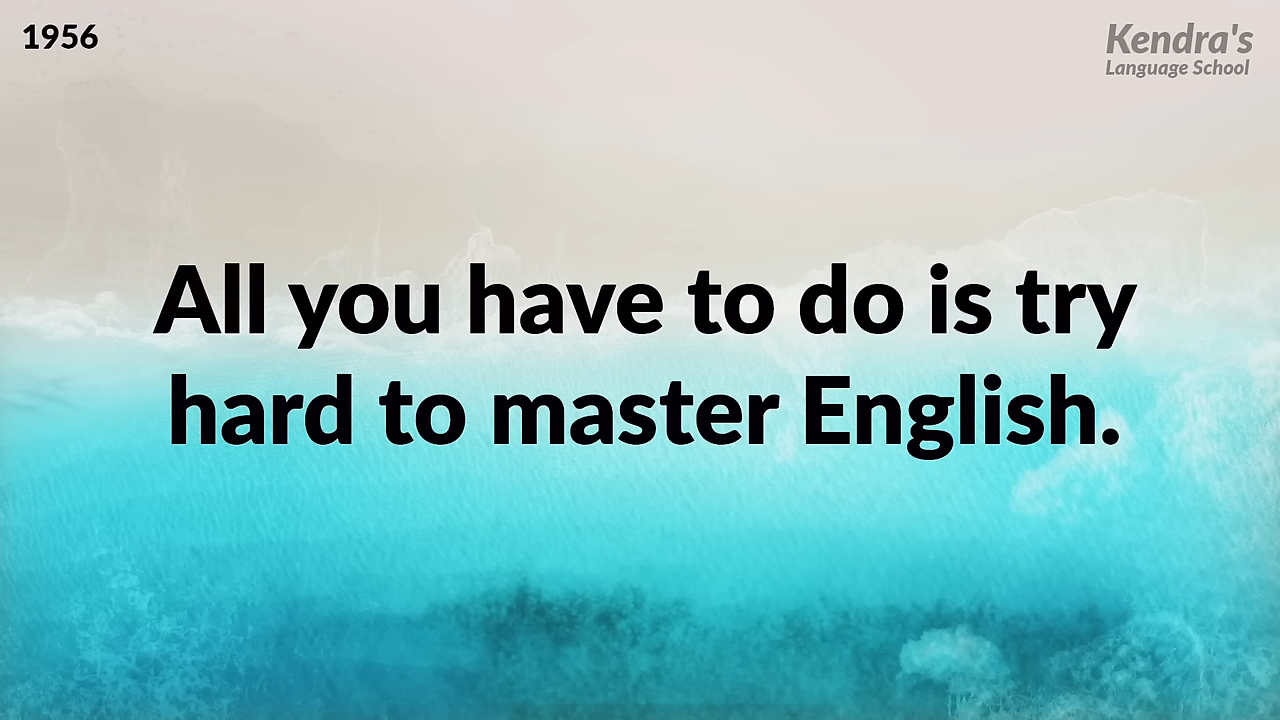 1956
Kendra's
Language School
All you have to do is try
hard to master English.